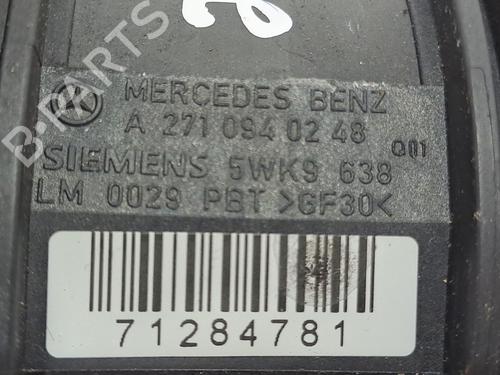 B-PARTS
MERCEDES BENZ
A 271 094 02 48
Q01
SIEMENS 5WK9 638
LM 0029 PBT >GF30<
71284781